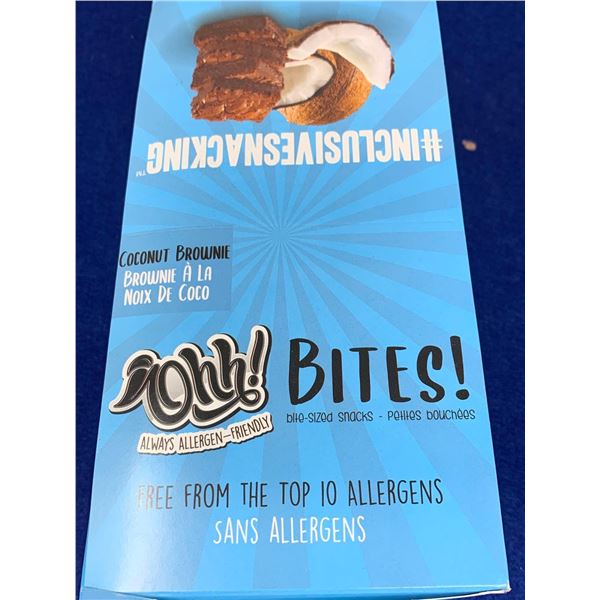 #INCLUSIVESNACKING™
COCONUT BROWNIE
BROWNIE À LA
NOIX DE COCO
Ohh!
BITES!
ALWAYS ALLERGEN-FRIENDLY
bite-sized snacks - petites bouchées
FREE FROM THE TOP 10 ALLERGENS
SANS ALLERGENS